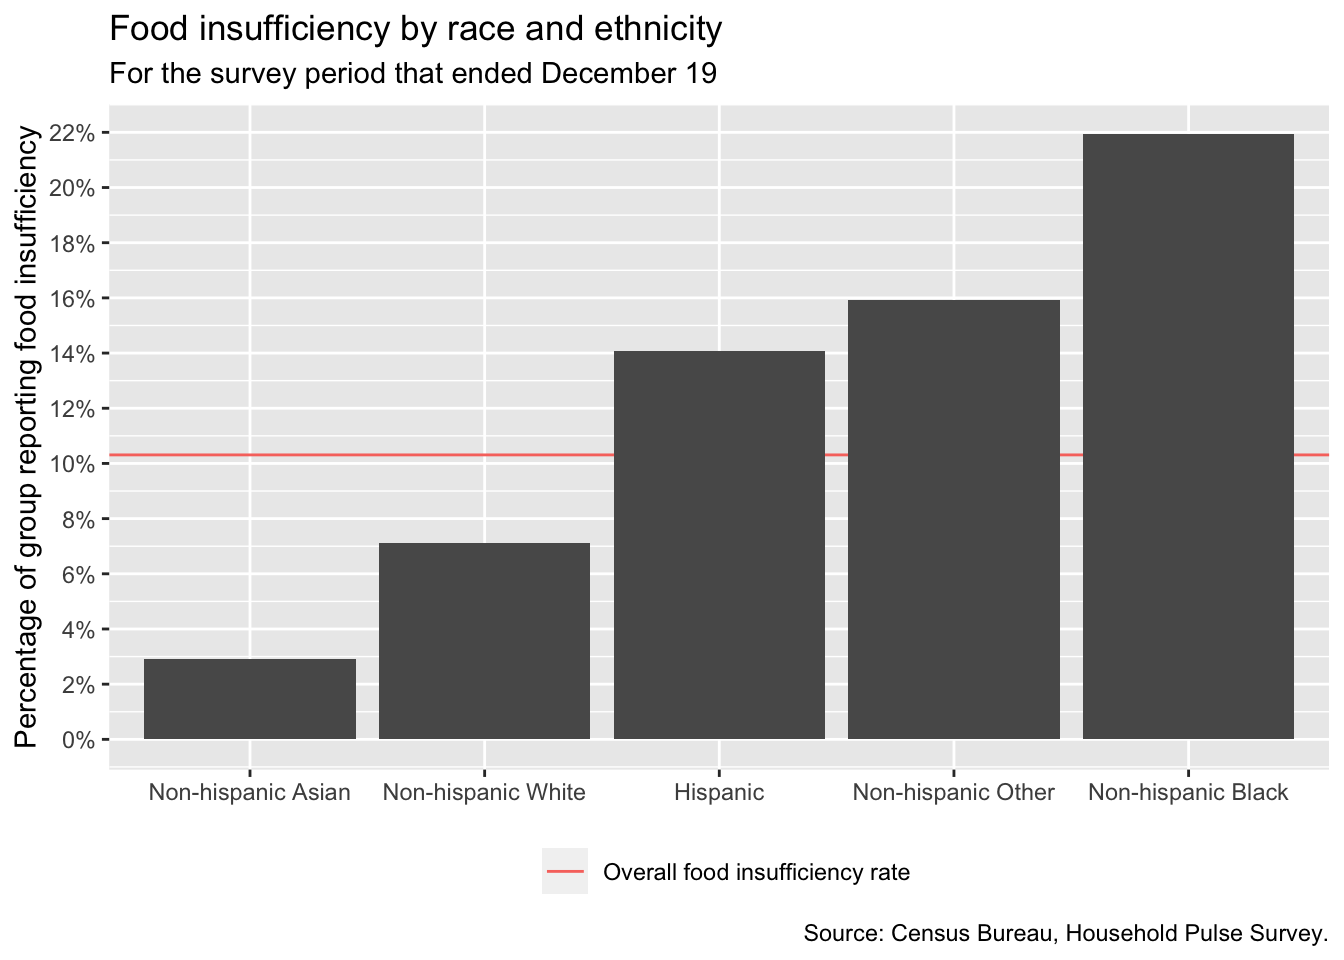 Food insufficiency by race and ethnicity
For the survey period that ended December 19
Percentage of group reporting food insufficiency
22%
20%
18%
16%
14%
12%
10%
8%
6%
4%
2%
0%
Non-hispanic Asian
Non-hispanic White
Hispanic
Non-hispanic Other
Non-hispanic Black
Overall food insufficiency rate
Source: Census Bureau, Household Pulse Survey.